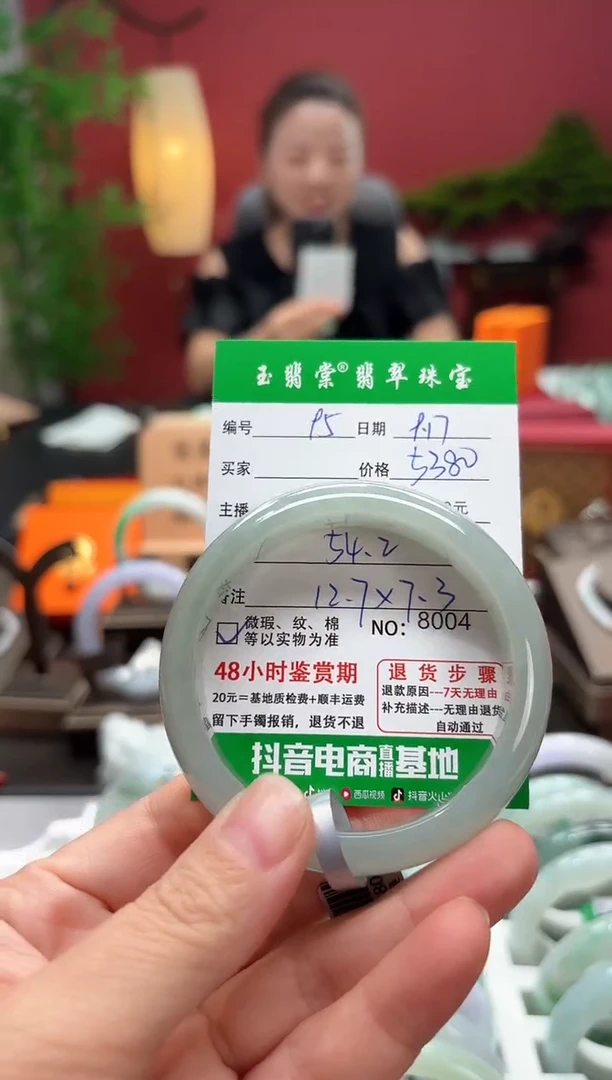 玉翡棠®翡翠珠宝
编号 95 日期 9.17
买家 价格 5380
主播 元
54.2
备注 12.7×7.3
微瑕、纹、棉
等以实物为准 NO: 8004
48小时鉴赏期
20元=基地质检费+顺丰运费
留下手镯报销，退货不退
退货步骤
退款原因---7天无理由
补充描述---无理由退货
自动通过
抖音电商直播基地
西瓜视频 抖音火山